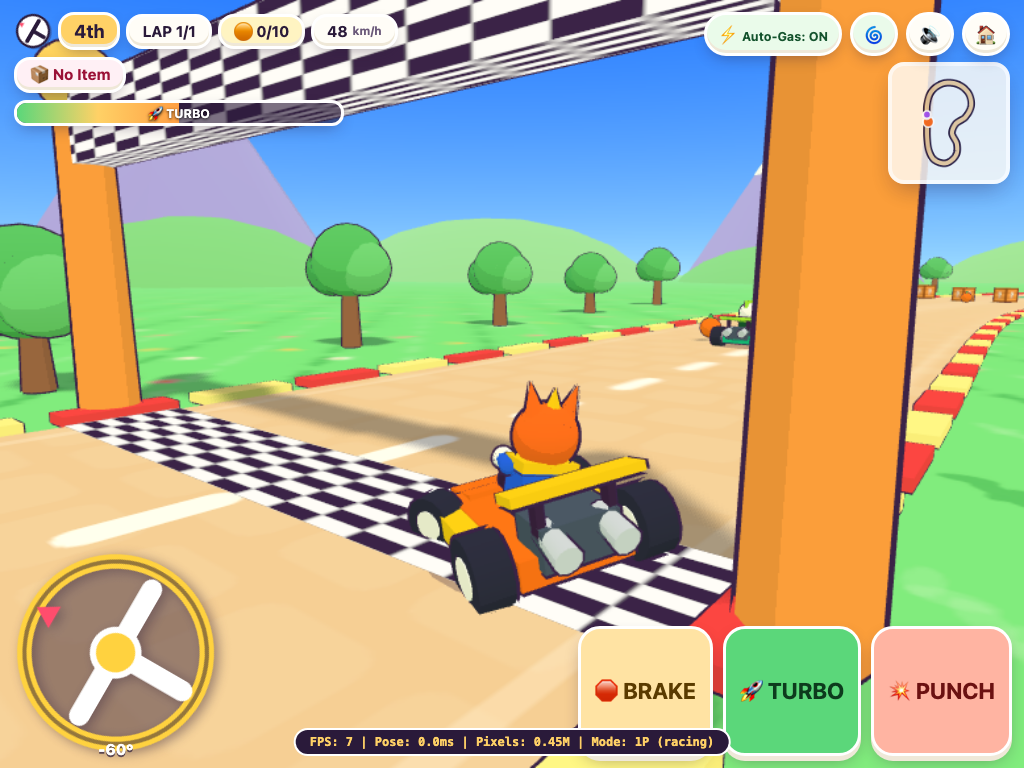 4th
LAP 1/1
0/10
48 km/h
Auto-Gas: ON
No Item
TURBO
BRAKE
TURBO
PUNCH
-60°
FPS: 7 | Pose: 0.0ms | Pixels: 0.45M | Mode: 1P (racing)